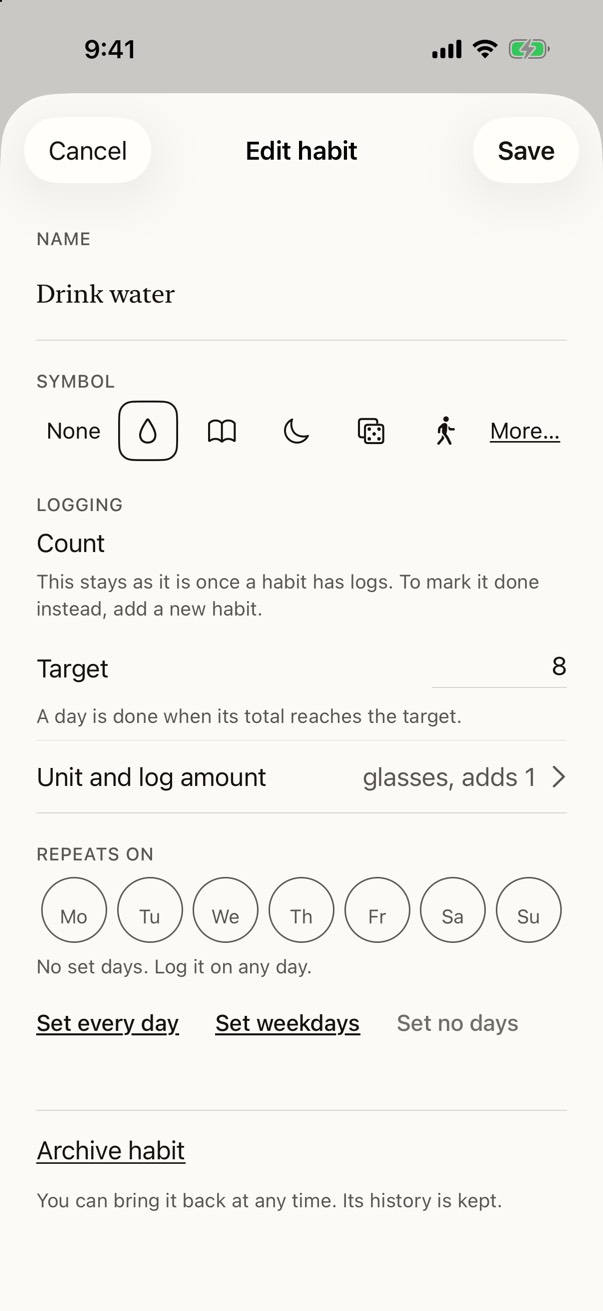 9:41
Cancel
Edit habit
Save
NAME
Drink water
SYMBOL
None
More...
LOGGING
Count
This stays as it is once a habit has logs. To mark it done
instead, add a new habit.
Target
8
A day is done when its total reaches the target.
Unit and log amount
glasses, adds 1
REPEATS ON
Mo
Tu
We
Th
Fr
Sa
Su
No set days. Log it on any day.
Set every day
Set weekdays
Set no days
Archive habit
You can bring it back at any time. Its history is kept.